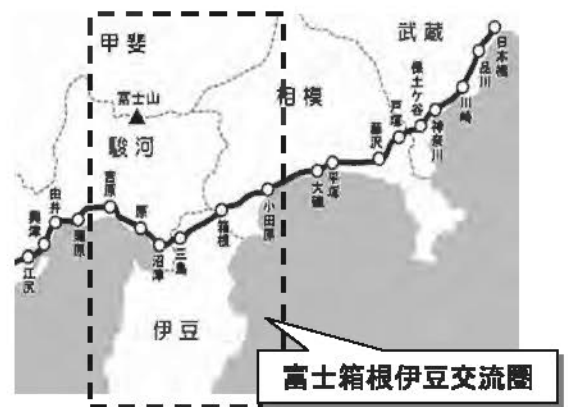 甲斐
武蔵
相模
駿河
伊豆
富士山
日本橋
品川
川崎
神奈川
保土ケ谷
戸塚
藤沢
平塚
大磯
小田原
箱根
三島
沼津
原
吉原
蒲原
由井
興津
江尻
富士箱根伊豆交流圏